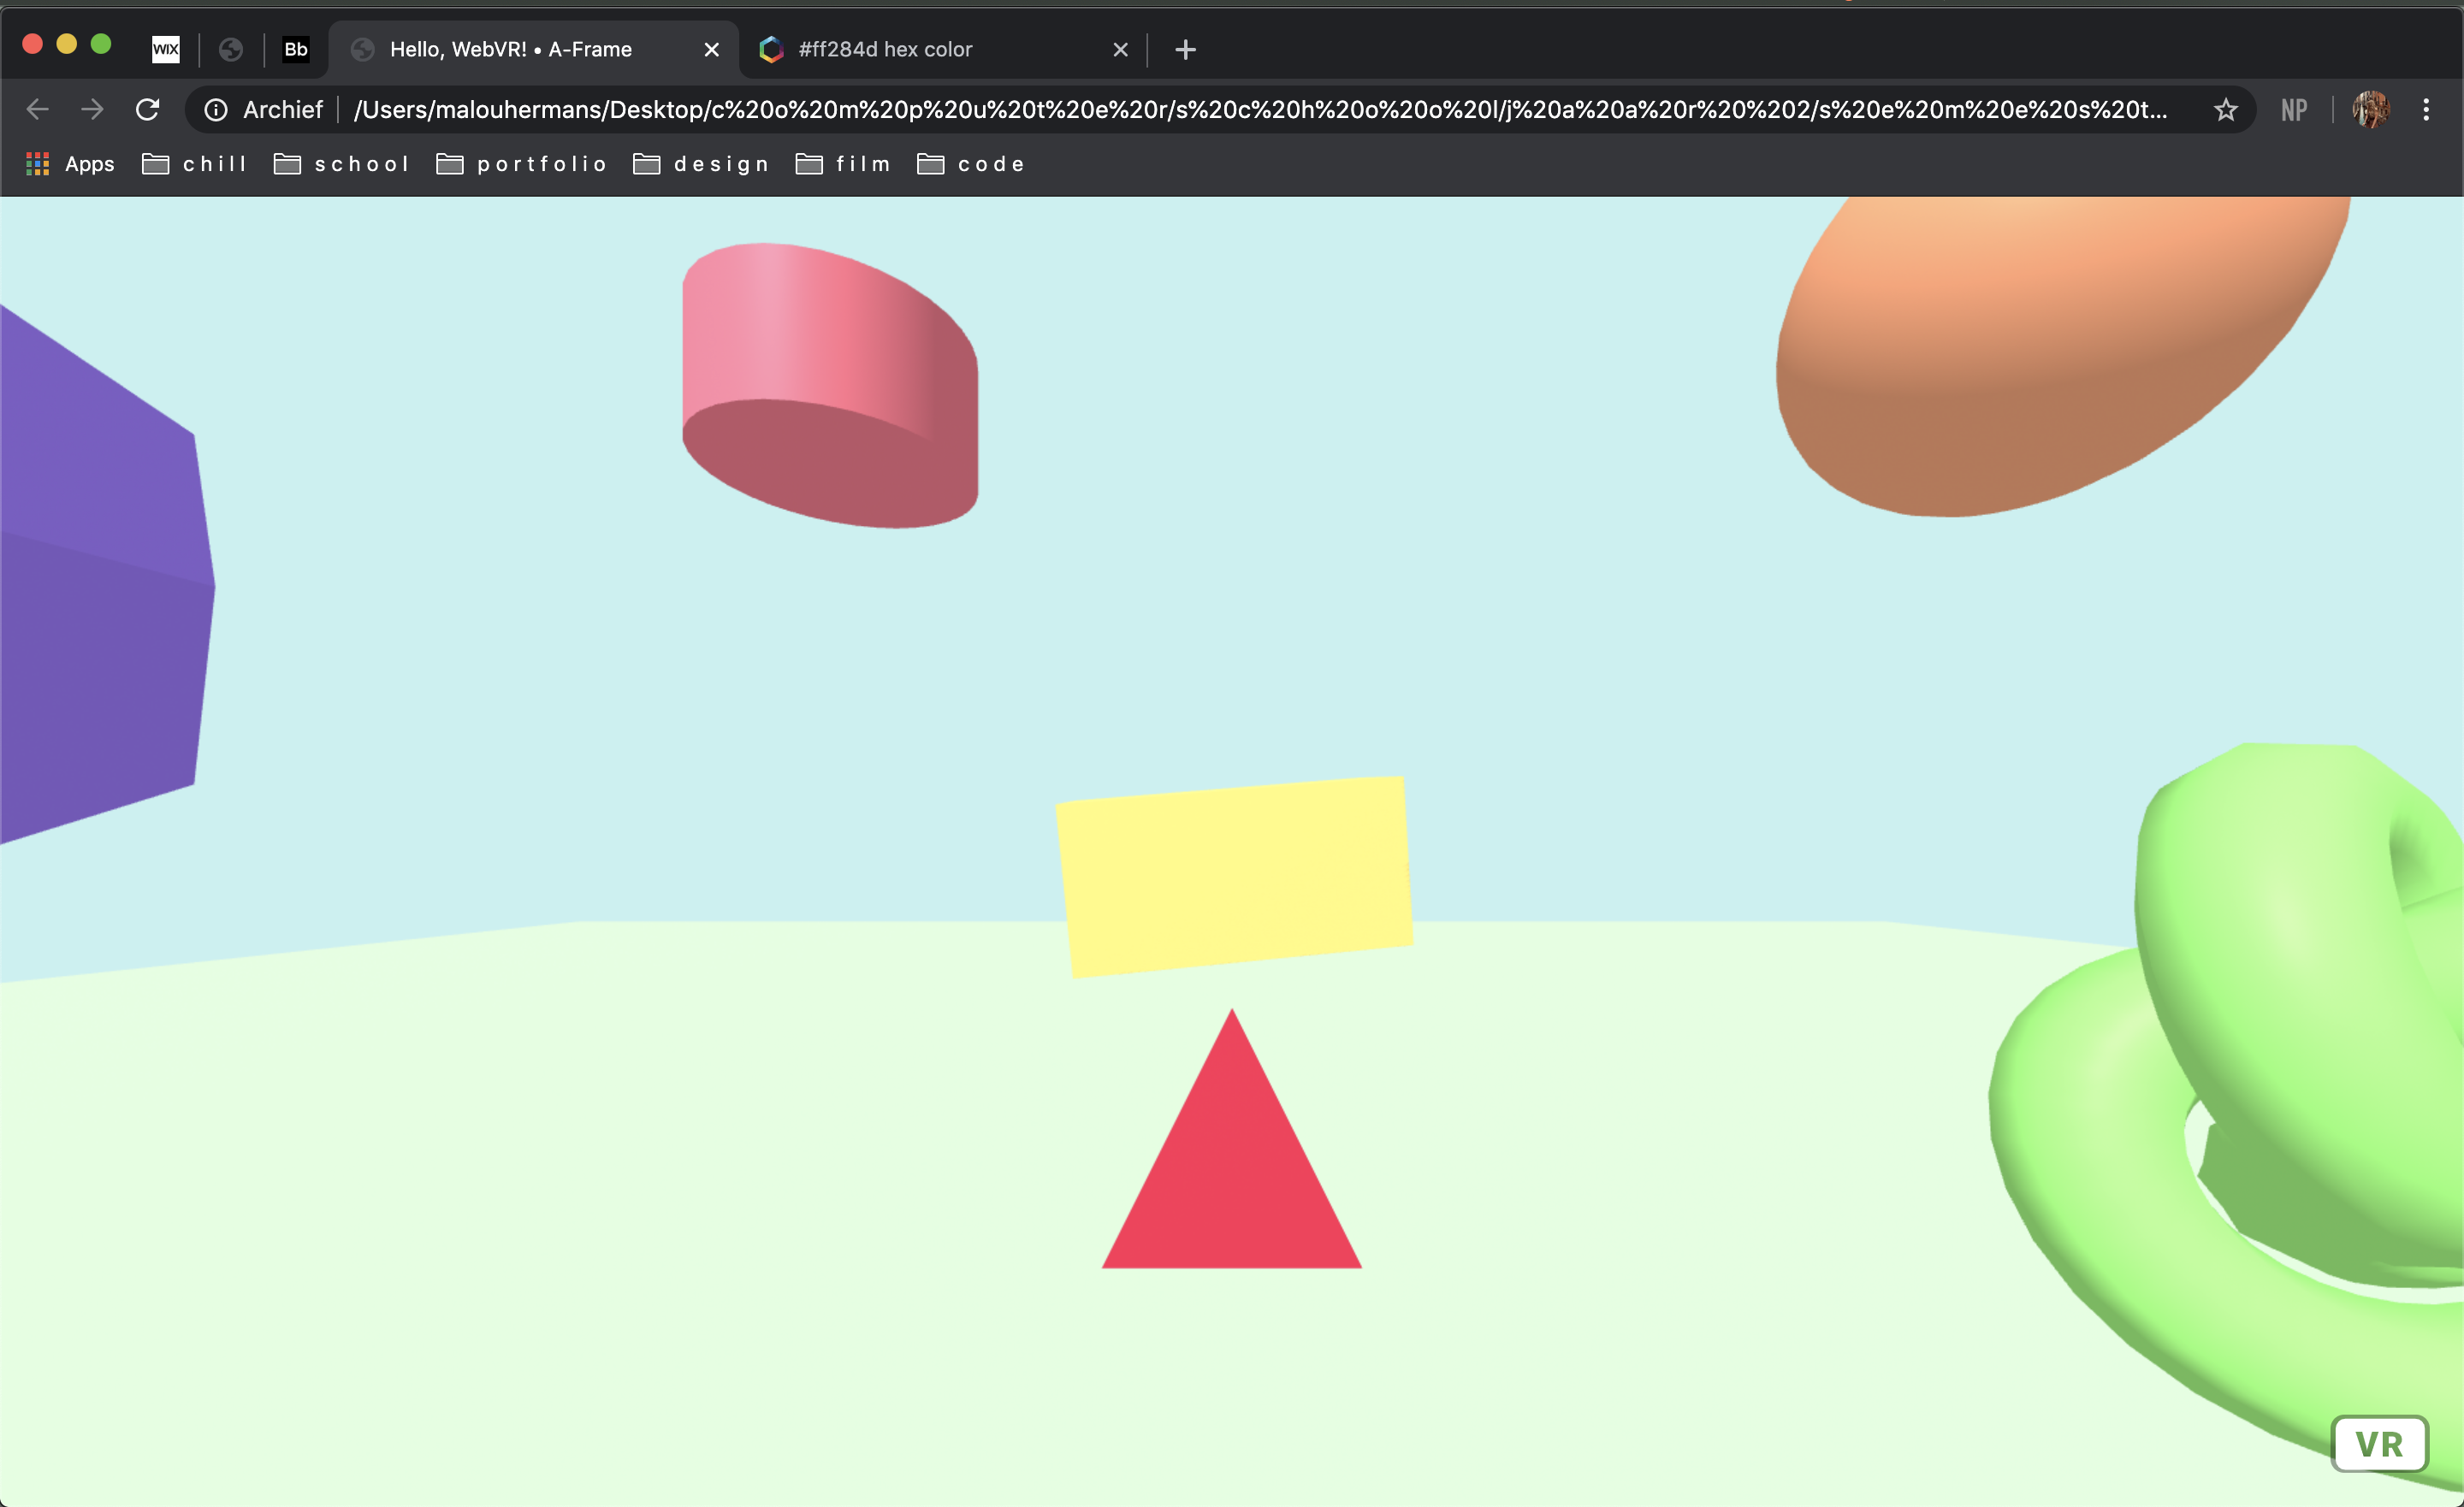 WIX Bb Hello, WebVR! • A-Frame #ff284d hex color
Archief /Users/malouhermans/Desktop/c%20o%20m%20p%20u%20t%20e%20r/s%20c%20h%20o%20o%20l/j%20a%20a%20r%20%202/s%20e%20m%20e%20s%20t... NP
Apps chill school portfolio design film code
VR